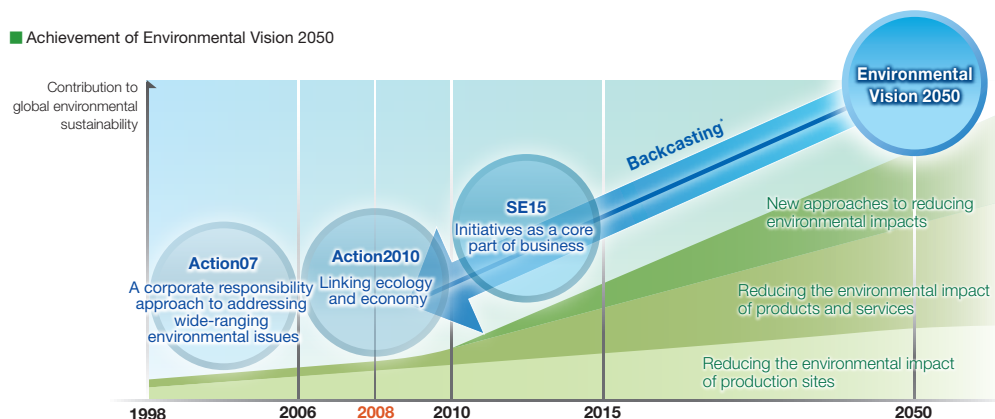 Achievement of Environmental Vision 2050
Contribution to
global environmental
sustainability
Environmental
Vision 2050
Backcasting*
SE15
Initiatives as a core
part of business
New approaches to reducing
environmental impacts
Action07
A corporate responsibility
approach to addressing
wide-ranging
environmental issues
Action2010
Linking ecology
and economy
Reducing the environmental impact
of products and services
Reducing the environmental impact
of production sites
1998
2006
2008
2010
2015
2050